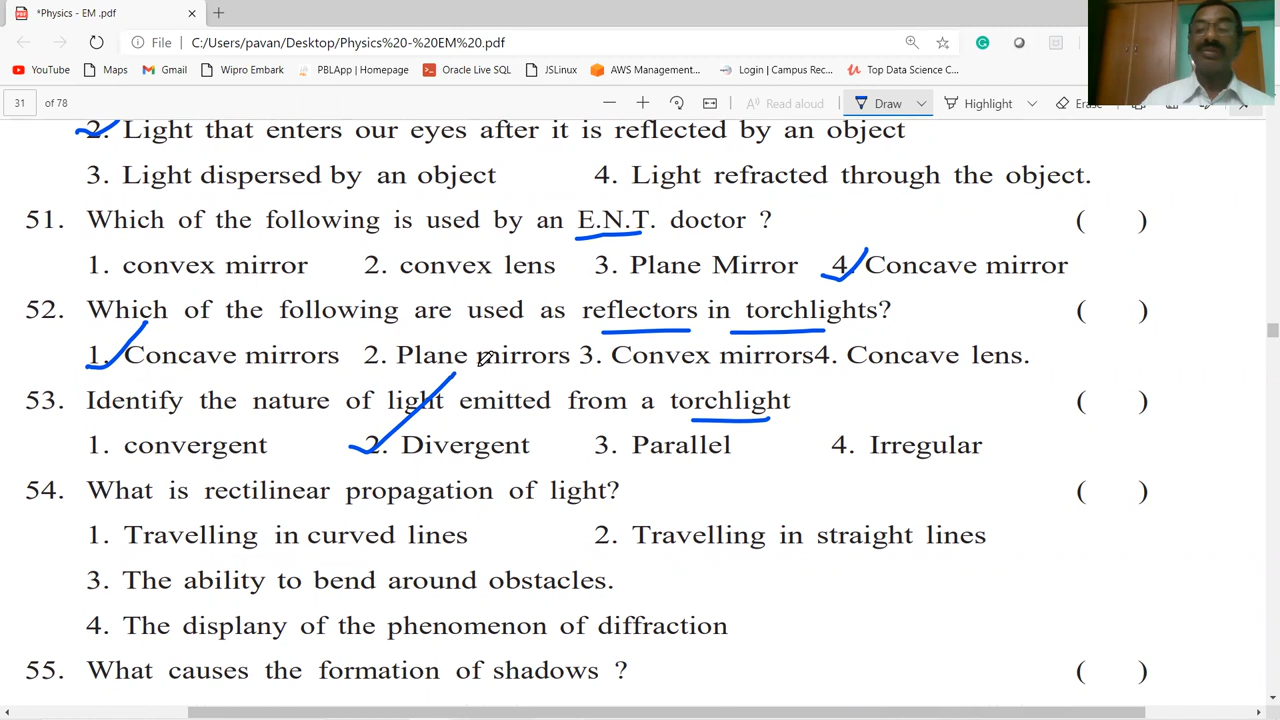 *Physics - EM .pdf
File C:/Users/pavan/Desktop/Physics%20-%20EM%20.pdf
YouTube Maps Gmail Wipro Embark PBLApp | Homepage Oracle Live SQL JSLinux AWS Management... Login | Campus Rec... Top Data Science C...
31 of 78 Read aloud Draw Highlight Erase
2. Light that enters our eyes after it is reflected by an object
3. Light dispersed by an object 4. Light refracted through the object.
51. Which of the following is used by an E.N.T. doctor ? ( )
1. convex mirror 2. convex lens 3. Plane Mirror 4. Concave mirror
52. Which of the following are used as reflectors in torchlights? ( )
1. Concave mirrors 2. Plane mirrors 3. Convex mirrors4. Concave lens.
53. Identify the nature of light emitted from a torchlight ( )
1. convergent 2. Divergent 3. Parallel 4. Irregular
54. What is rectilinear propagation of light? ( )
1. Travelling in curved lines 2. Travelling in straight lines
3. The ability to bend around obstacles.
4. The displany of the phenomenon of diffraction
55. What causes the formation of shadows ? ( )